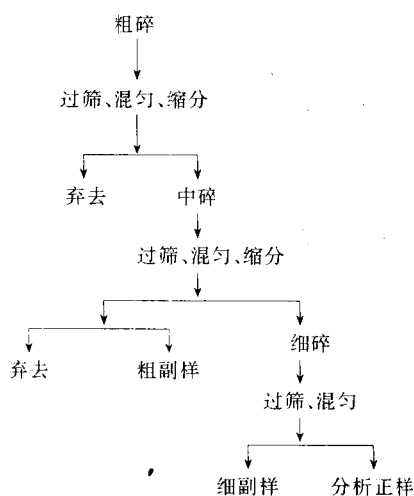 粗碎
过筛、混匀、缩分
弃去 中碎
过筛、混匀、缩分
弃去 粗副样 细碎
过筛、混匀
细副样 分析正样